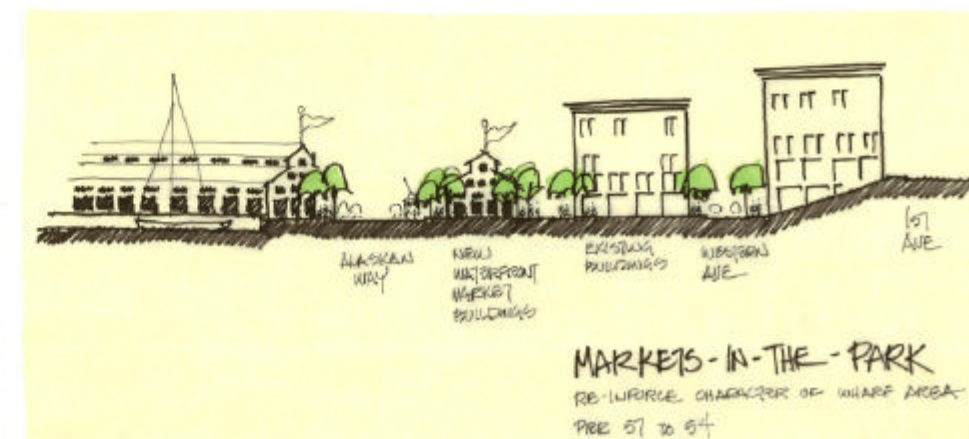 ALASKAN
WAY
NEW
WATERFRONT
MARKET
BUILDINGS
EXISTING
BUILDINGS
WESTERN
AVE
1ST
AVE
MARKETS-IN-THE-PARK
RE-INFORCE CHARACTER OF WHARF AREA
PIER 57 TO 54